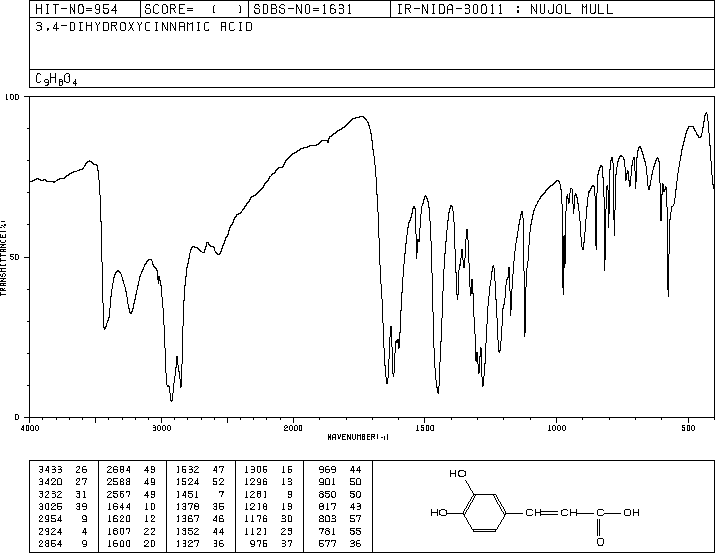 HIT-NO=954 SCORE= ( ) SDBS-NO=1631 IR-NIDA-30011 : NUJOL MULL
3,4-DIHYDROXYCINNAMIC ACID
C9H8O4
100
50
0
TRANSMITTANCE(%)
4000 3000 2000 1500 1000 500
WAVENUMBER(-1)
3433 26 2684 49 1532 47 1306 16 969 44
3420 27 2588 49 1524 52 1296 13 901 50
3232 31 2567 49 1451 7 1281 9 850 50
3025 39 1644 10 1378 35 1218 19 817 43
2954 9 1620 12 1367 46 1176 30 803 57
2924 4 1607 22 1352 44 1121 29 781 55
2854 9 1600 20 1327 36 976 37 577 36
HO
HO CH=CH C OH
O